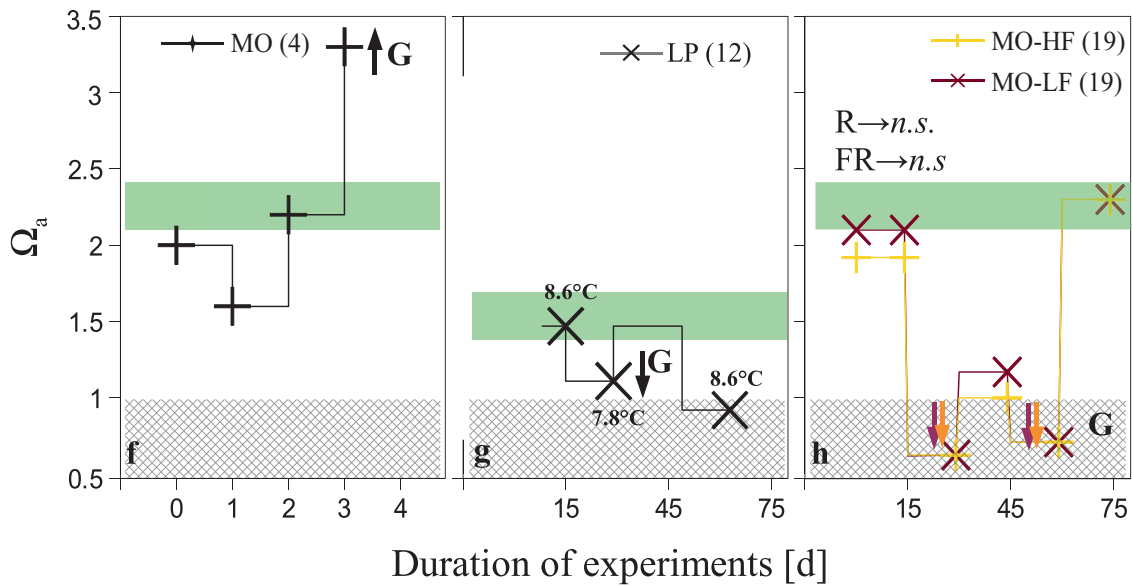 Ωa
3.5
3
2.5
2
1.5
1
0.5
MO (4)
G
f
0 1 2 3 4
LP (12)
8.6°C
7.8°C
G
8.6°C
g
15 45 75
MO-HF (19)
MO-LF (19)
R→n.s.
FR→n.s
G
h
15 45 75
Duration of experiments [d]